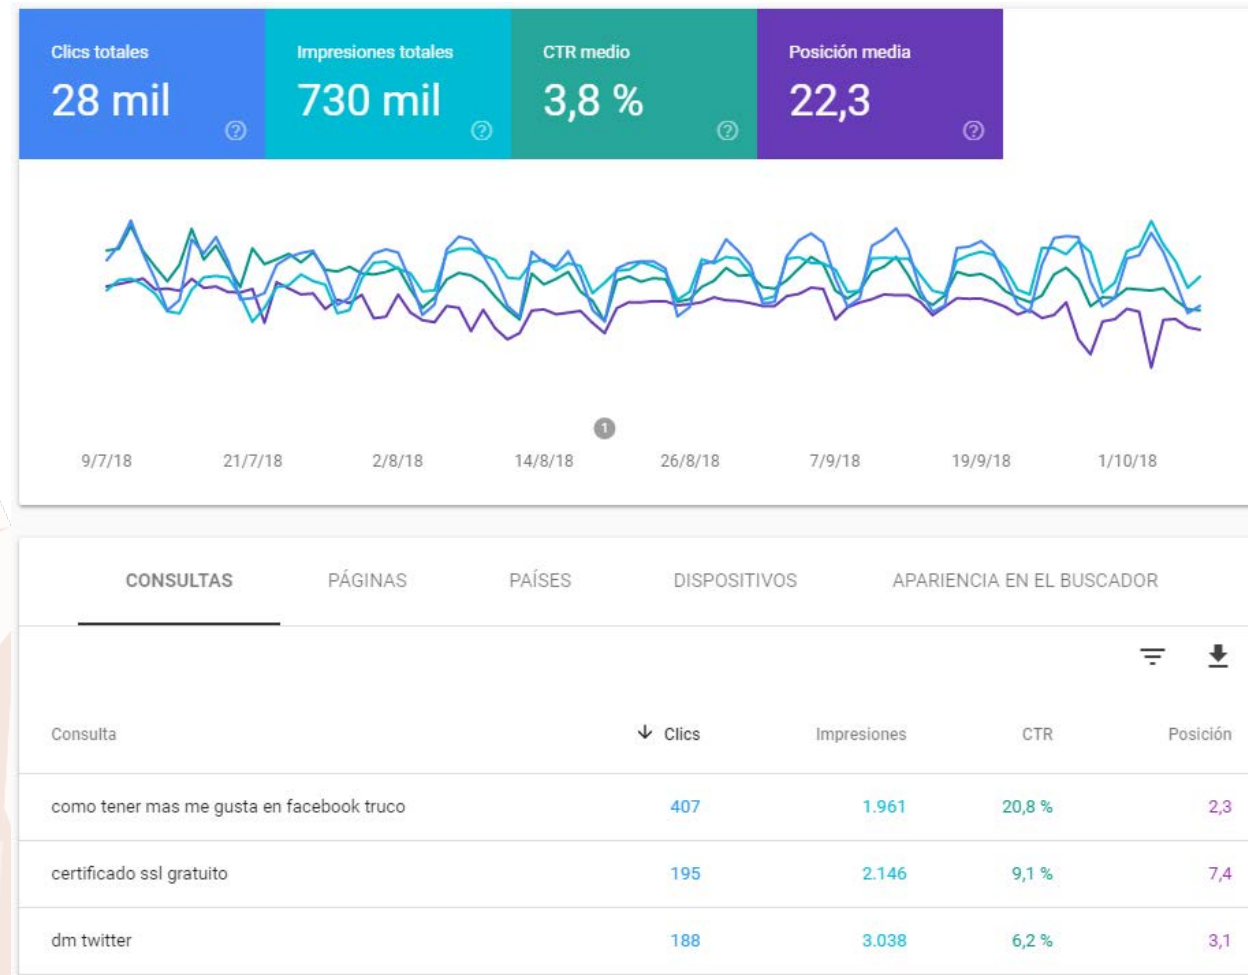 Clics totales Impresiones totales CTR medio Posición media
28 mil 730 mil 3,8 % 22,3
1
9/7/18 21/7/18 2/8/18 14/8/18 26/8/18 7/9/18 19/9/18 1/10/18
CONSULTAS PÁGINAS PAÍSES DISPOSITIVOS APARIENCIA EN EL BUSCADOR
Consulta Clics Impresiones CTR Posición
como tener mas me gusta en facebook truco 407 1.961 20,8 % 2,3
certificado ssl gratuito 195 2.146 9,1 % 7,4
dm twitter 188 3.038 6,2 % 3,1